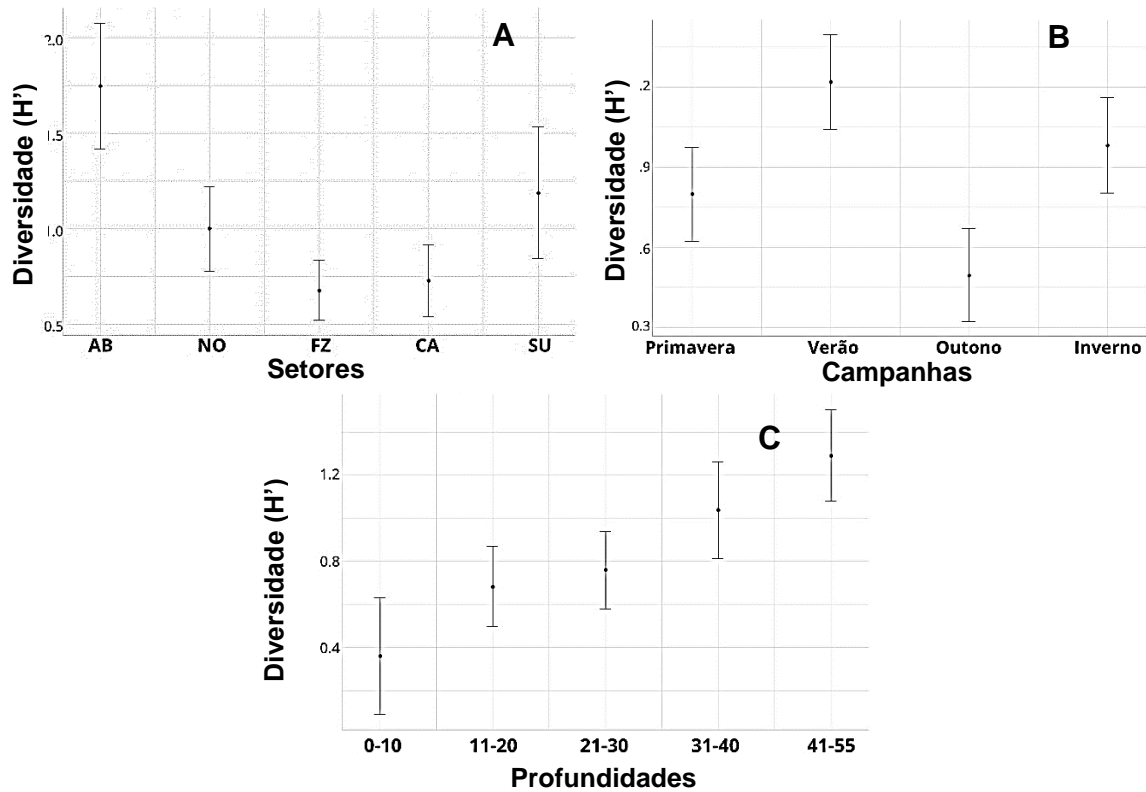 A
Diversidade (H')
2.0
1.5
1.0
0.5
AB NO FZ CA SU
Setores
B
Diversidade (H')
.2
.9
.6
0.3
Primavera Verão Outono Inverno
Campanhas
C
Diversidade (H')
1.2
0.8
0.4
0-10 11-20 21-30 31-40 41-55
Profundidades